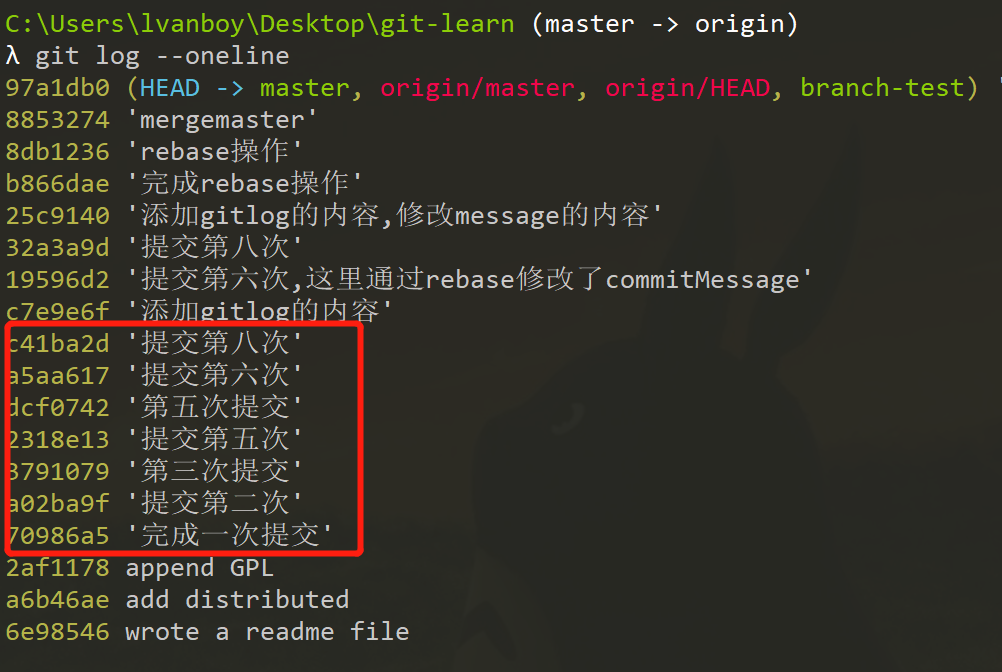 C:\Users\lvanboy\Desktop\git-learn (master -> origin)
λ git log --oneline
97a1db0 (HEAD -> master, origin/master, origin/HEAD, branch-test) '
8853274 'mergemaster'
8db1236 'rebase操作'
b866dae '完成rebase操作'
25c9140 '添加gitlog的内容,修改message的内容'
32a3a9d '提交第八次'
19596d2 '提交第六次,这里通过rebase修改了commitMessage'
c7e9e6f '添加gitlog的内容'
c41ba2d '提交第八次'
a5aa617 '提交第六次'
dcf0742 '第五次提交'
2318e13 '提交第五次'
3791079 '第三次提交'
a02ba9f '提交第二次'
70986a5 '完成一次提交'
2af1178 append GPL
a6b46ae add distributed
6e98546 wrote a readme file